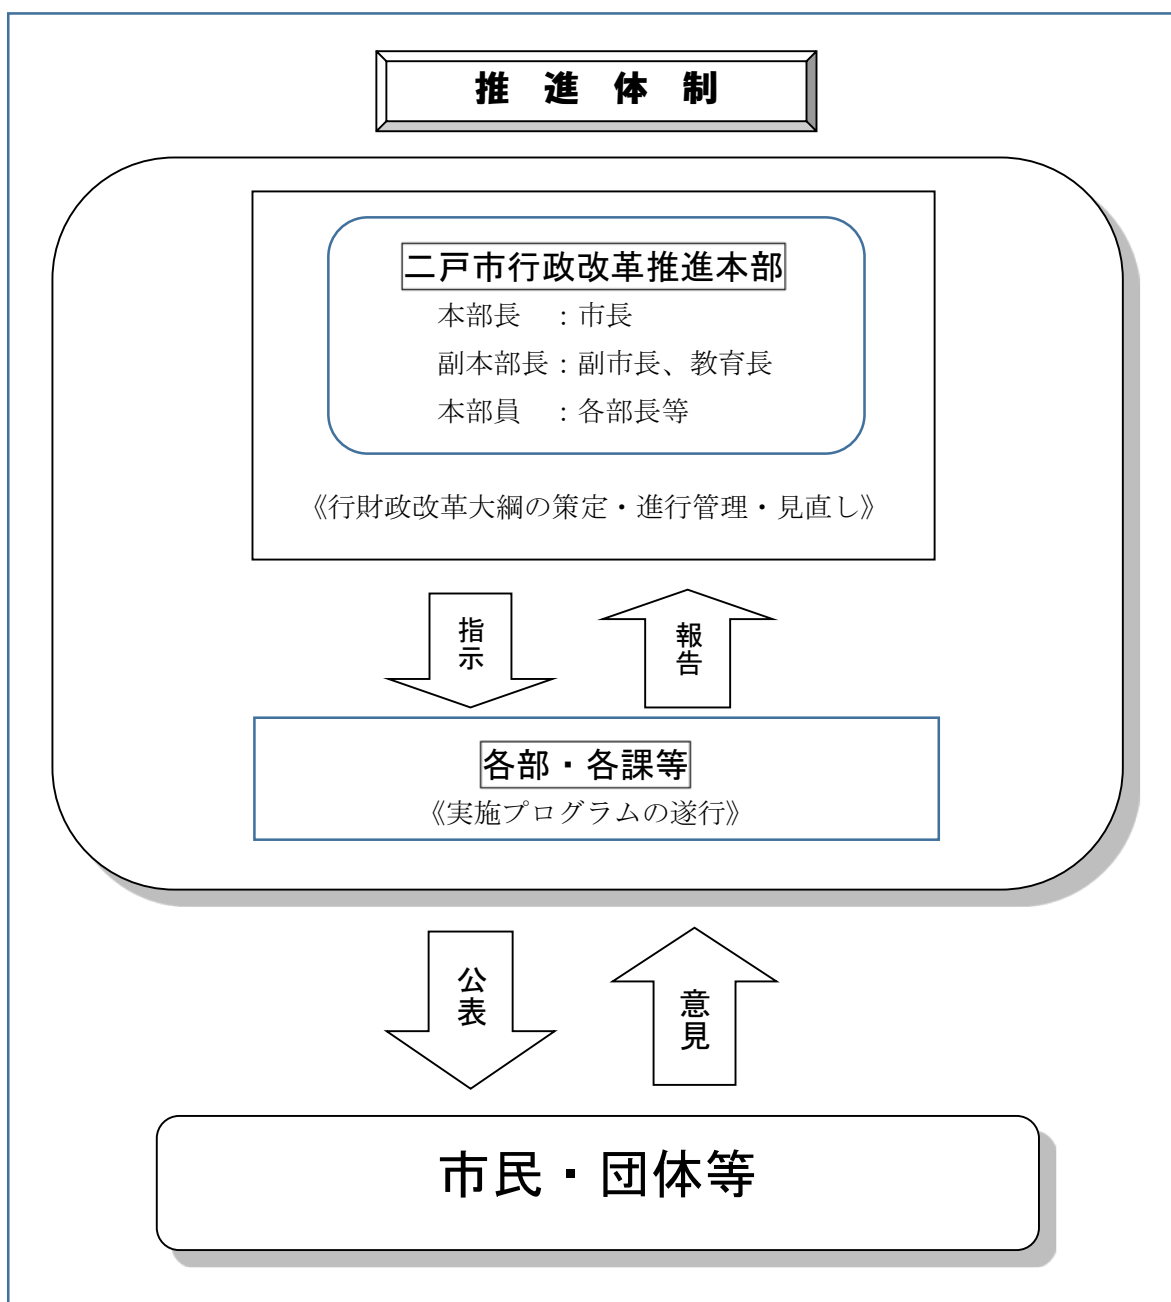 推 進 体 制
二戸市行政改革推進本部
本部長　：市長
副本部長：副市長、教育長
本部員　：各部長等
《行財政改革大綱の策定・進行管理・見直し》
指示
報告
各部・各課等
《実施プログラムの遂行》
公表
意見
市民・団体等